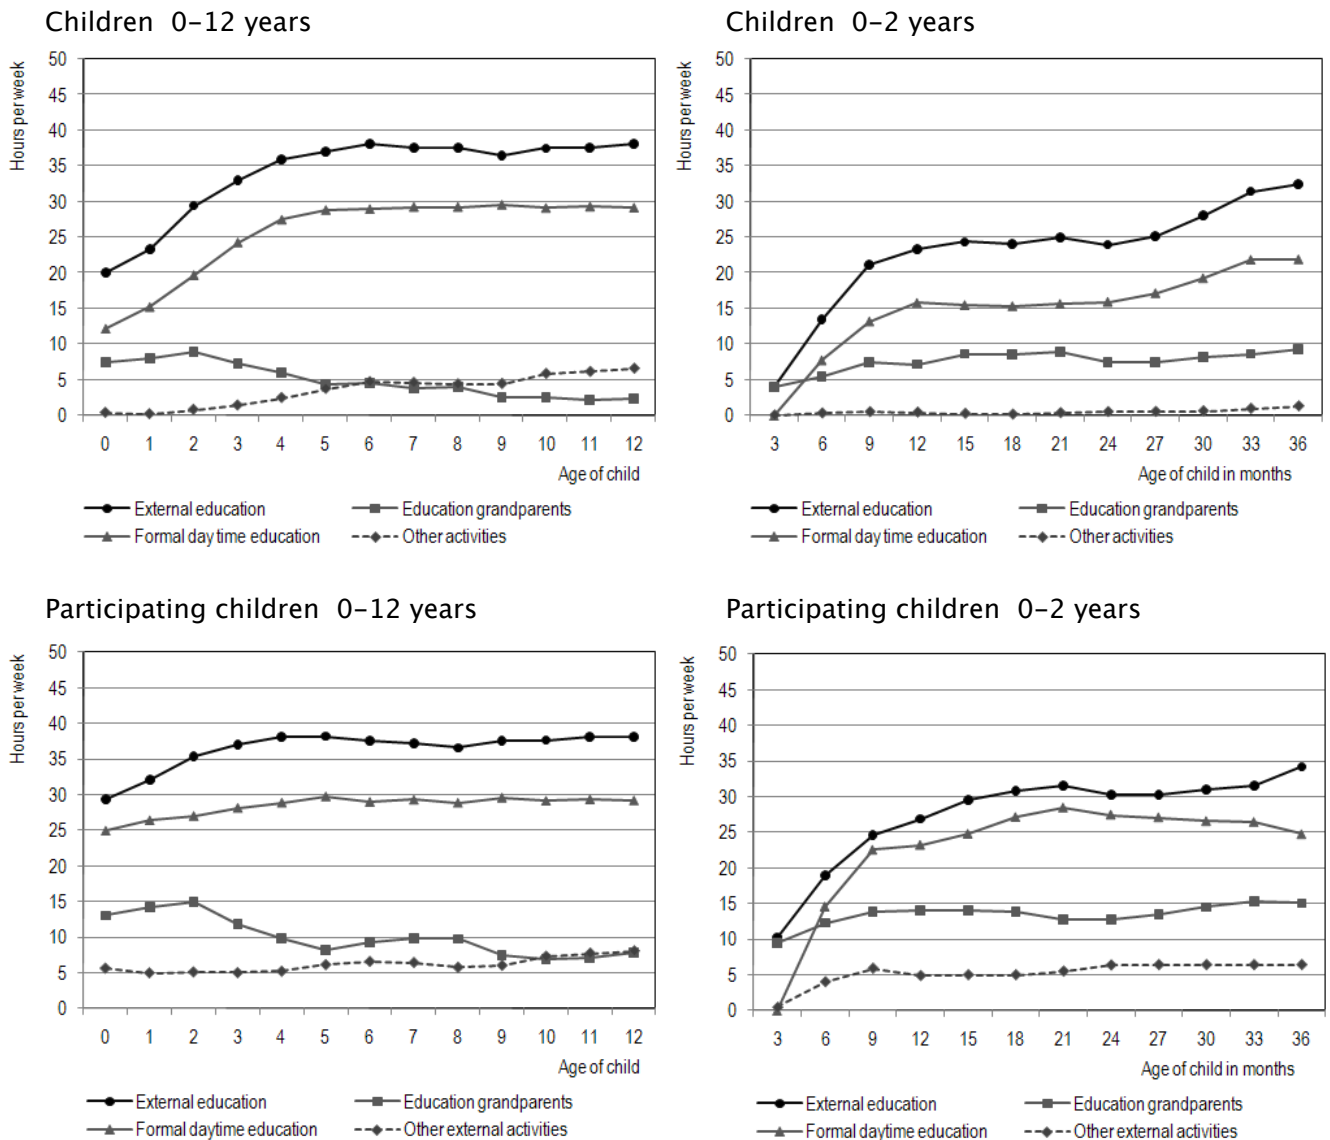 Children 0-12 years
Hours per week
50
45
40
35
30
25
20
15
10
5
0
0 1 2 3 4 5 6 7 8 9 10 11 12
Age of child
External education
Education grandparents
Formal day time education
Other activities
Children 0-2 years
Hours per week
50
45
40
35
30
25
20
15
10
5
0
3 6 9 12 15 18 21 24 27 30 33 36
Age of child in months
External education
Education grandparents
Formal day time education
Other activities
Participating children 0-12 years
Hours per week
50
45
40
35
30
25
20
15
10
5
0
0 1 2 3 4 5 6 7 8 9 10 11 12
Age of child
External education
Education grandparents
Formal daytime education
Other external activities
Participating children 0-2 years
Hours per week
50
45
40
35
30
25
20
15
10
5
0
3 6 9 12 15 18 21 24 27 30 33 36
Age of child in months
External education
Education grandparents
Formal daytime education
Other external activities